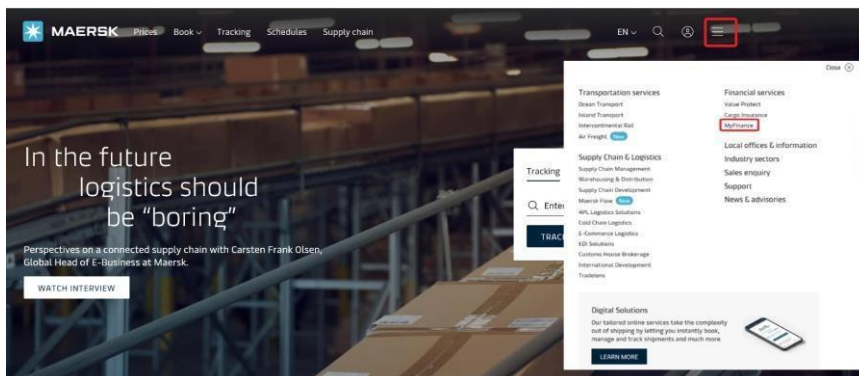 MAERSK
Prices
Book
Tracking
Schedules
Supply chain
EN
In the future
logistics should
be “boring”
Perspectives on a connected supply chain with Carsten Frank Olsen,
Global Head of E-Business at Maersk.
WATCH INTERVIEW
Tracking
Enter
TRAC
Close
Transportation services
Ocean Transport
Inland Transport
Intercontinental Rail
Air Freight New
Supply Chain & Logistics
Supply Chain Management
Warehousing & Distribution
Supply Chain Development
Maersk Flow New
4PL Logistics Solutions
Cold Chain Logistics
E-Commerce Logistics
EDI Solutions
Customs House Brokerage
International Development
Tradelens
Financial services
Value Protect
Cargo Insurance
MyFinance
Local offices & information
Industry sectors
Sales enquiry
Support
News & advisories
Digital Solutions
Our tailored online services take the complexity
out of shipping by letting you instantly book,
manage and track shipments and much more.
LEARN MORE